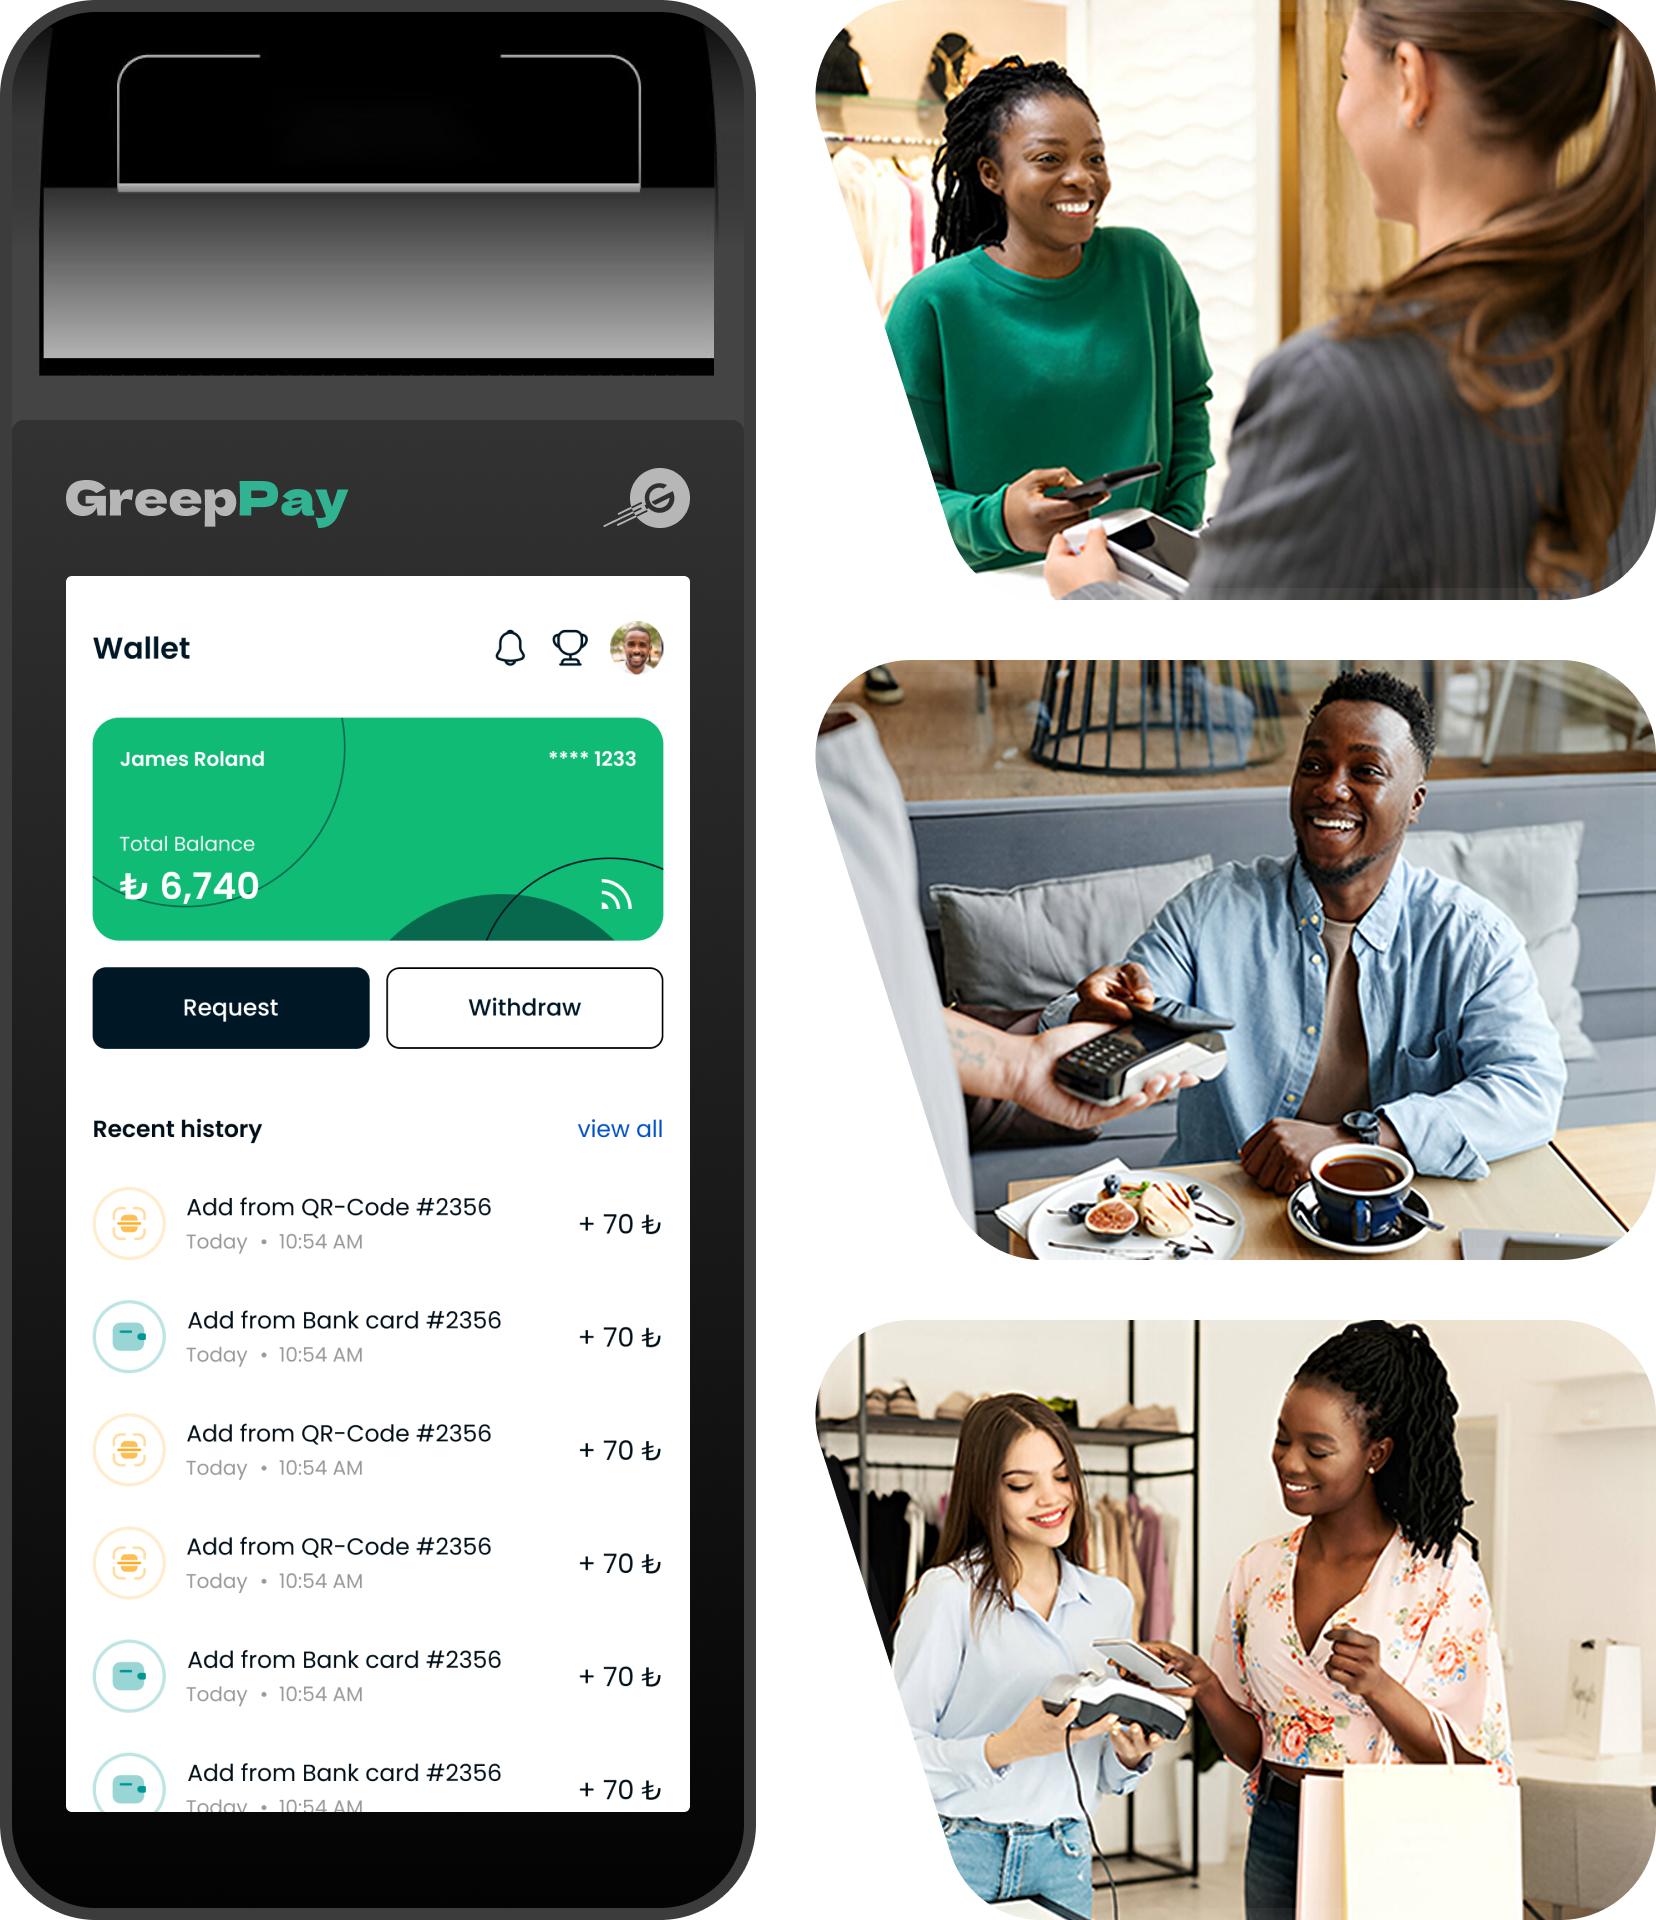 GreepPay
Wallet
James Roland
**** 1233
Total Balance
₺ 6,740
Request
Withdraw
Recent history
view all
Add from QR-Code #2356
+ 70 ₺
Today • 10:54 AM
Add from Bank card #2356
+ 70 ₺
Today • 10:54 AM
Add from QR-Code #2356
+ 70 ₺
Today • 10:54 AM
Add from QR-Code #2356
+ 70 ₺
Today • 10:54 AM
Add from Bank card #2356
+ 70 ₺
Today • 10:54 AM
Add from Bank card #2356
+ 70 ₺
Today • 10:54 AM